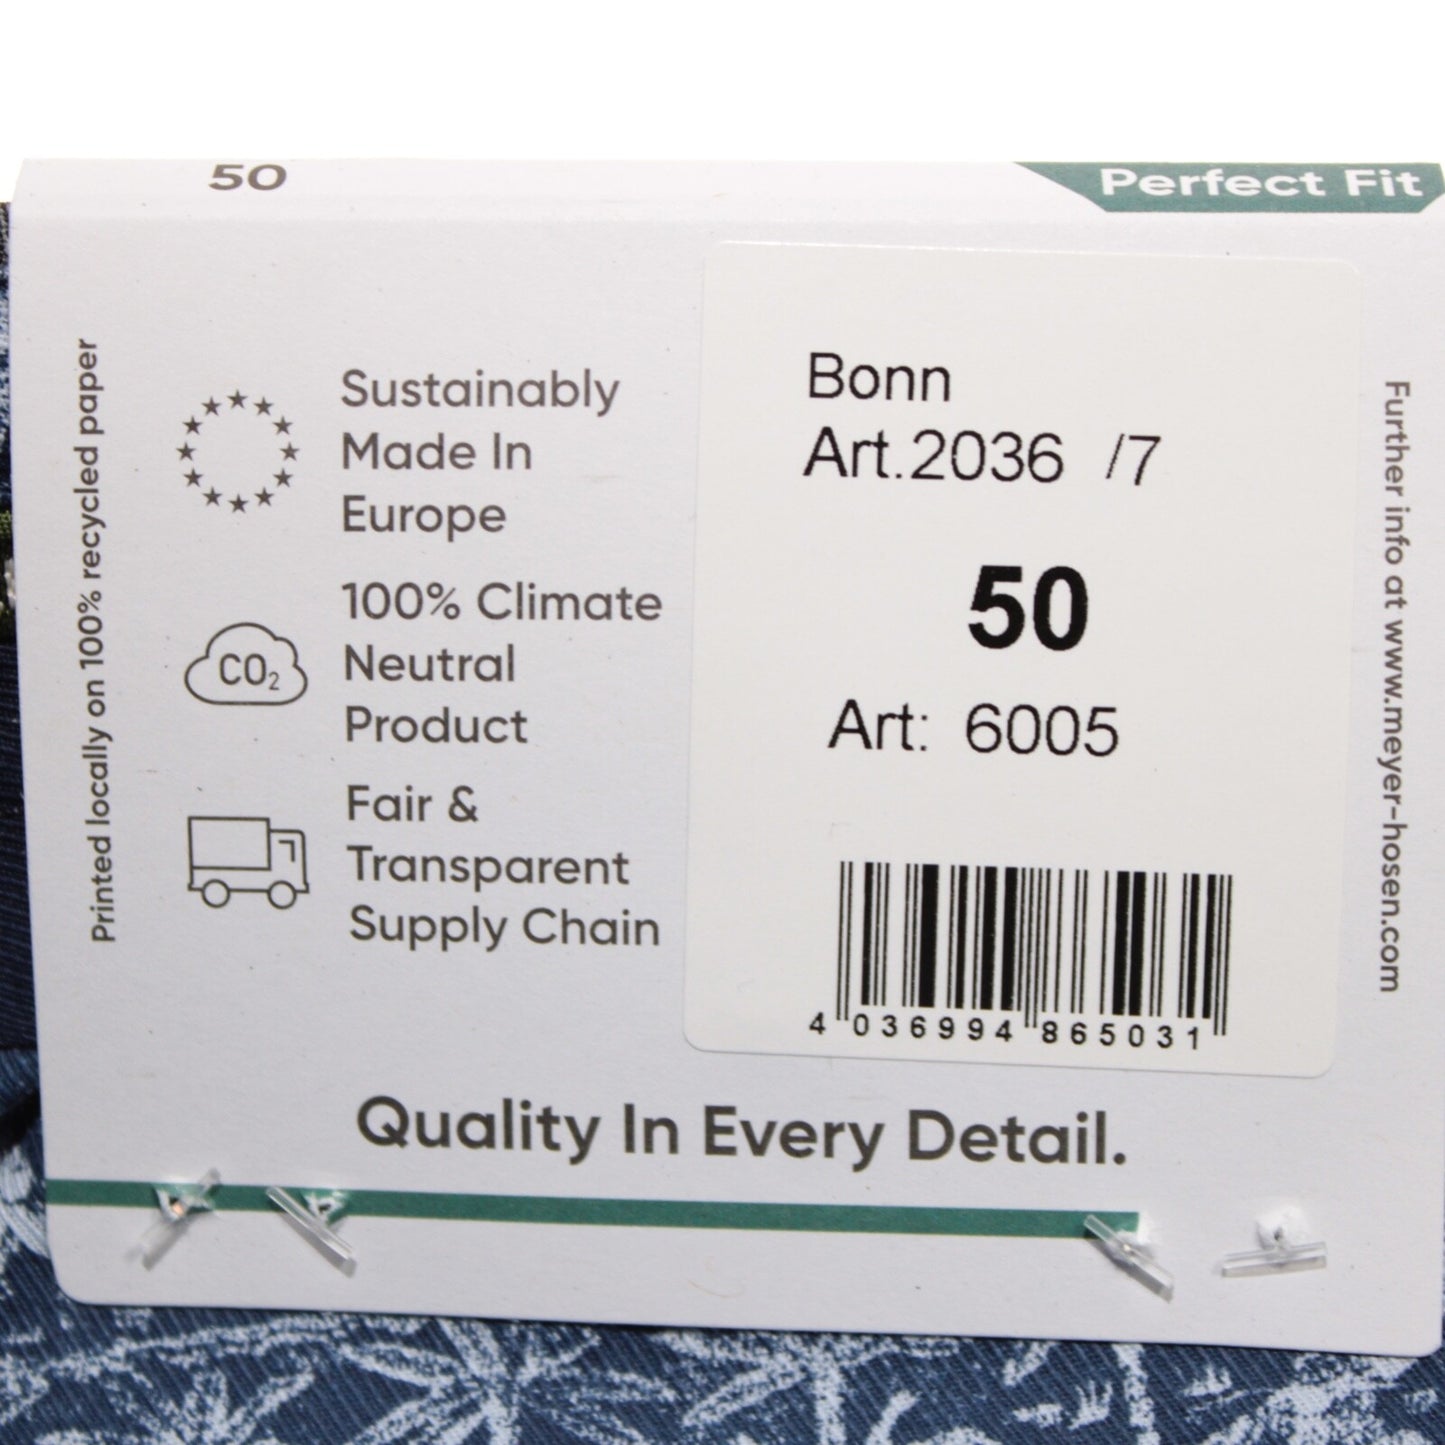 50
Perfect Fit
Printed locally on 100% recycled paper
Sustainably
Made In
Europe
CO₂
100% Climate
Neutral
Product
Fair &
Transparent
Supply Chain
Bonn
Art.2036 /7
50
Art: 6005
4 036994 865031
Further info at www.meyer-hosen.com
Quality In Every Detail.